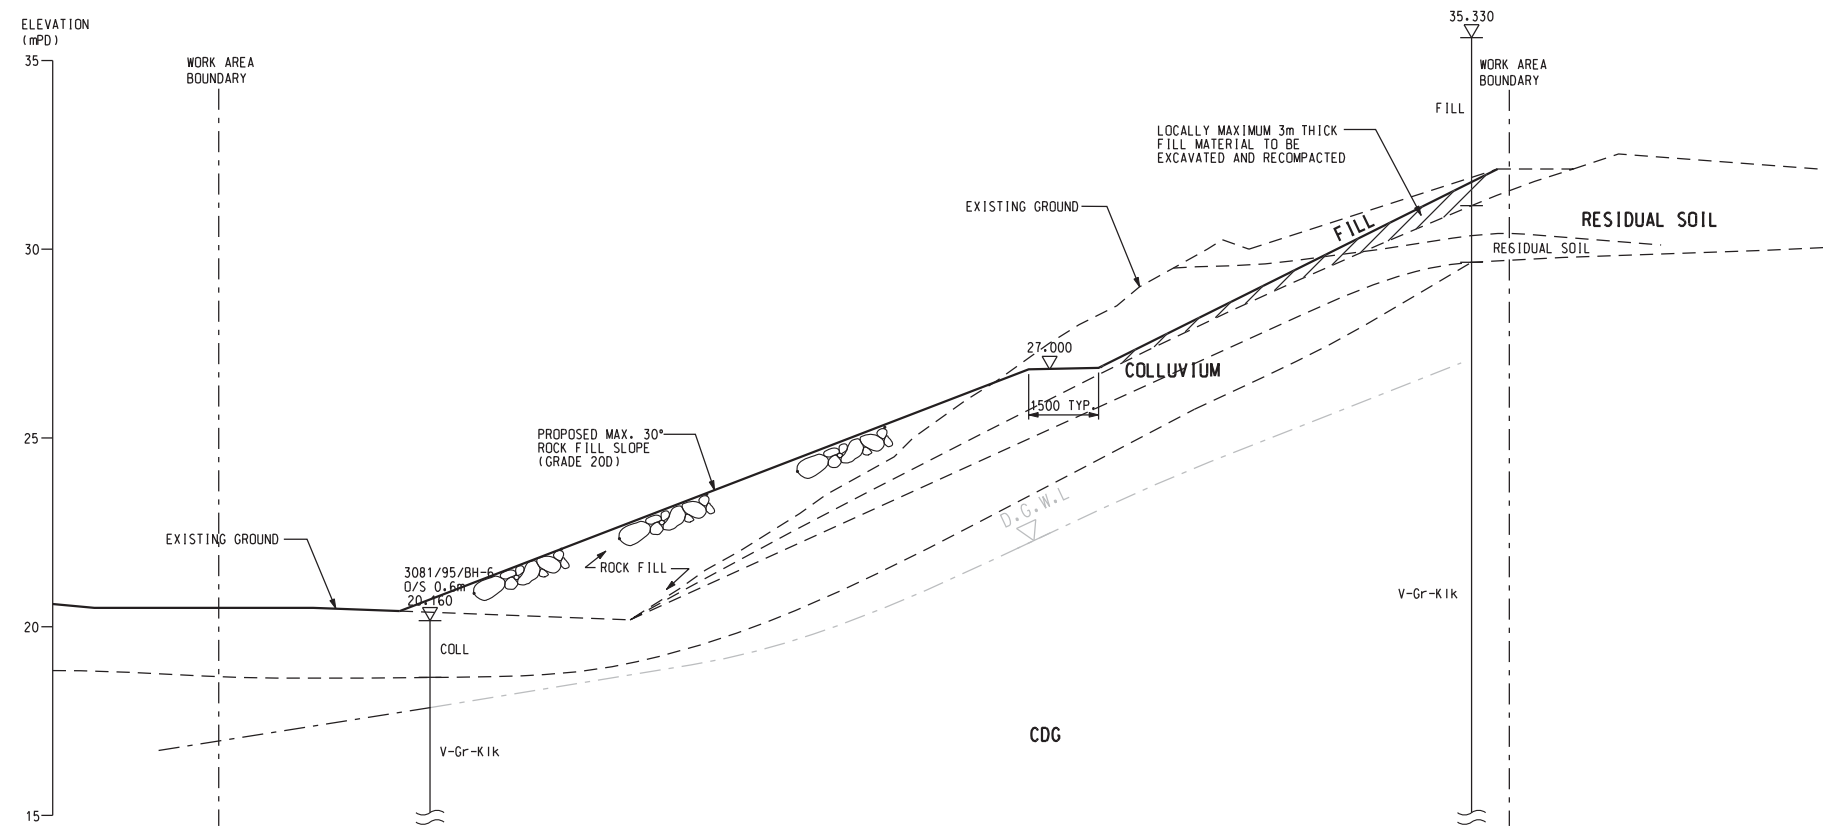 ELEVATION
(mPD)
35
30
25
20
15
WORK AREA
BOUNDARY
35.330
WORK AREA
BOUNDARY
FILL
LOCALLY MAXIMUM 3m THICK
FILL MATERIAL TO BE
EXCAVATED AND RECOMPACTED
EXISTING GROUND
FILL
RESIDUAL SOIL
RESIDUAL SOIL
27.000
COLLUVIUM
1500 TYP.
PROPOSED MAX. 30°
ROCK FILL SLOPE
(GRADE 20D)
D.G.W.L
EXISTING GROUND
3081/95/BH-6
O/S 0.6m
20.160
ROCK FILL
V-Gr-Klk
COLL
CDG
V-Gr-Klk